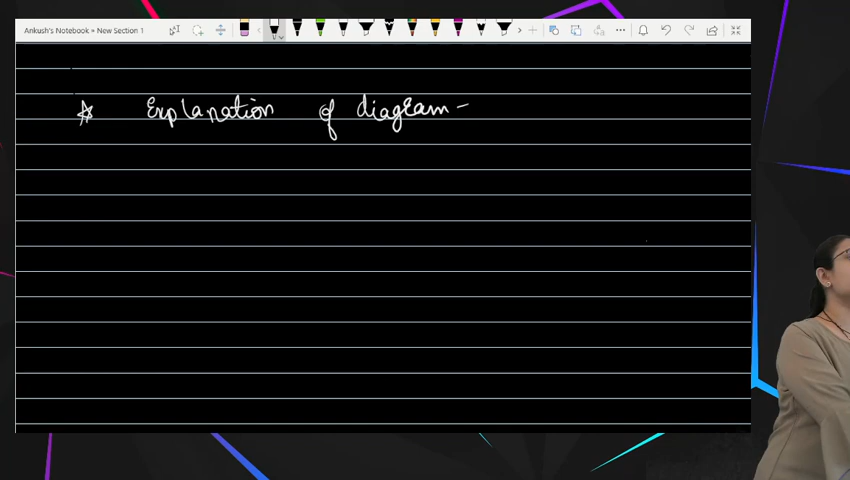 Ankush's Notebook » New Section 1
☆ Explanation of diagram -